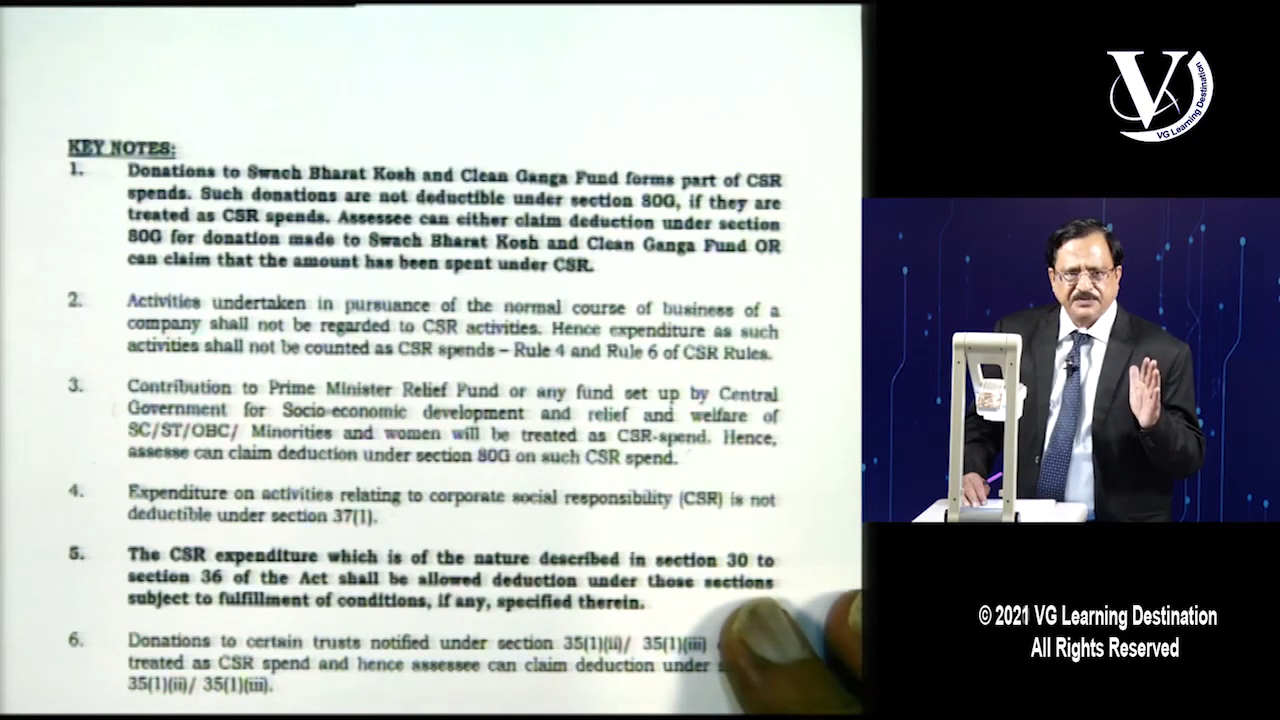 KEY NOTES:
1. Donations to Swach Bharat Kosh and Clean Ganga Fund forms part of CSR
spends. Such donations are not deductible under section 80G, if they are
treated as CSR spends. Assessee can either claim deduction under section
80G for donation made to Swach Bharat Kosh and Clean Ganga Fund OR
can claim that the amount has been spent under CSR.
2. Activities undertaken in pursuance of the normal course of business of a
company shall not be regarded to CSR activities. Hence expenditure as such
activities shall not be counted as CSR spends – Rule 4 and Rule 6 of CSR Rules.
3. Contribution to Prime Minister Relief Fund or any fund set up by Central
Government for Socio-economic development and relief and welfare of
SC/ST/OBC/ Minorities and women will be treated as CSR-spend. Hence,
assesse can claim deduction under section 80G on such CSR spend.
4. Expenditure on activities relating to corporate social responsibility (CSR) is not
deductible under section 37(1).
5. The CSR expenditure which is of the nature described in section 30 to
section 36 of the Act shall be allowed deduction under those sections
subject to fulfillment of conditions, if any, specified therein.
6. Donations to certain trusts notified under section 35(1)(ii)/ 35(1)(iii)
treated as CSR spend and hence assessee can claim deduction under
35(1)(ii)/ 35(1)(iii).
V
VG Learning Destination
© 2021 VG Learning Destination
All Rights Reserved